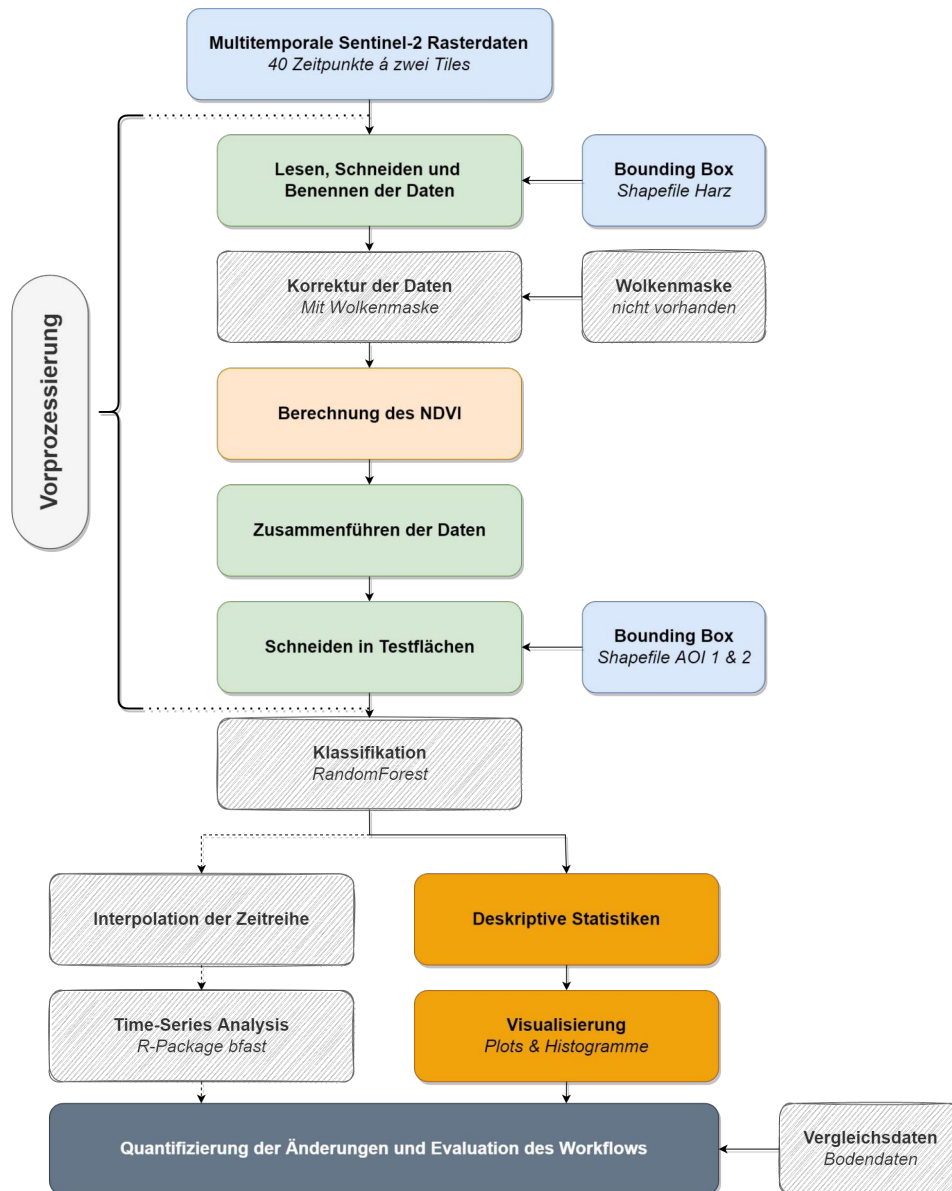 Multitemporale Sentinel-2 Rasterdaten
40 Zeitpunkte á zwei Tiles
Lesen, Schneiden und
Benennen der Daten
Bounding Box
Shapefile Harz
Korrektur der Daten
Mit Wolkenmaske
Wolkenmaske
nicht vorhanden
Vorprozessierung
Berechnung des NDVI
Zusammenführen der Daten
Schneiden in Testflächen
Bounding Box
Shapefile AOI 1 & 2
Klassifikation
RandomForest
Interpolation der Zeitreihe
Deskriptive Statistiken
Time-Series Analysis
R-Package bfast
Visualisierung
Plots & Histogramme
Quantifizierung der Änderungen und Evaluation des Workflows
Vergleichsdaten
Bodendaten